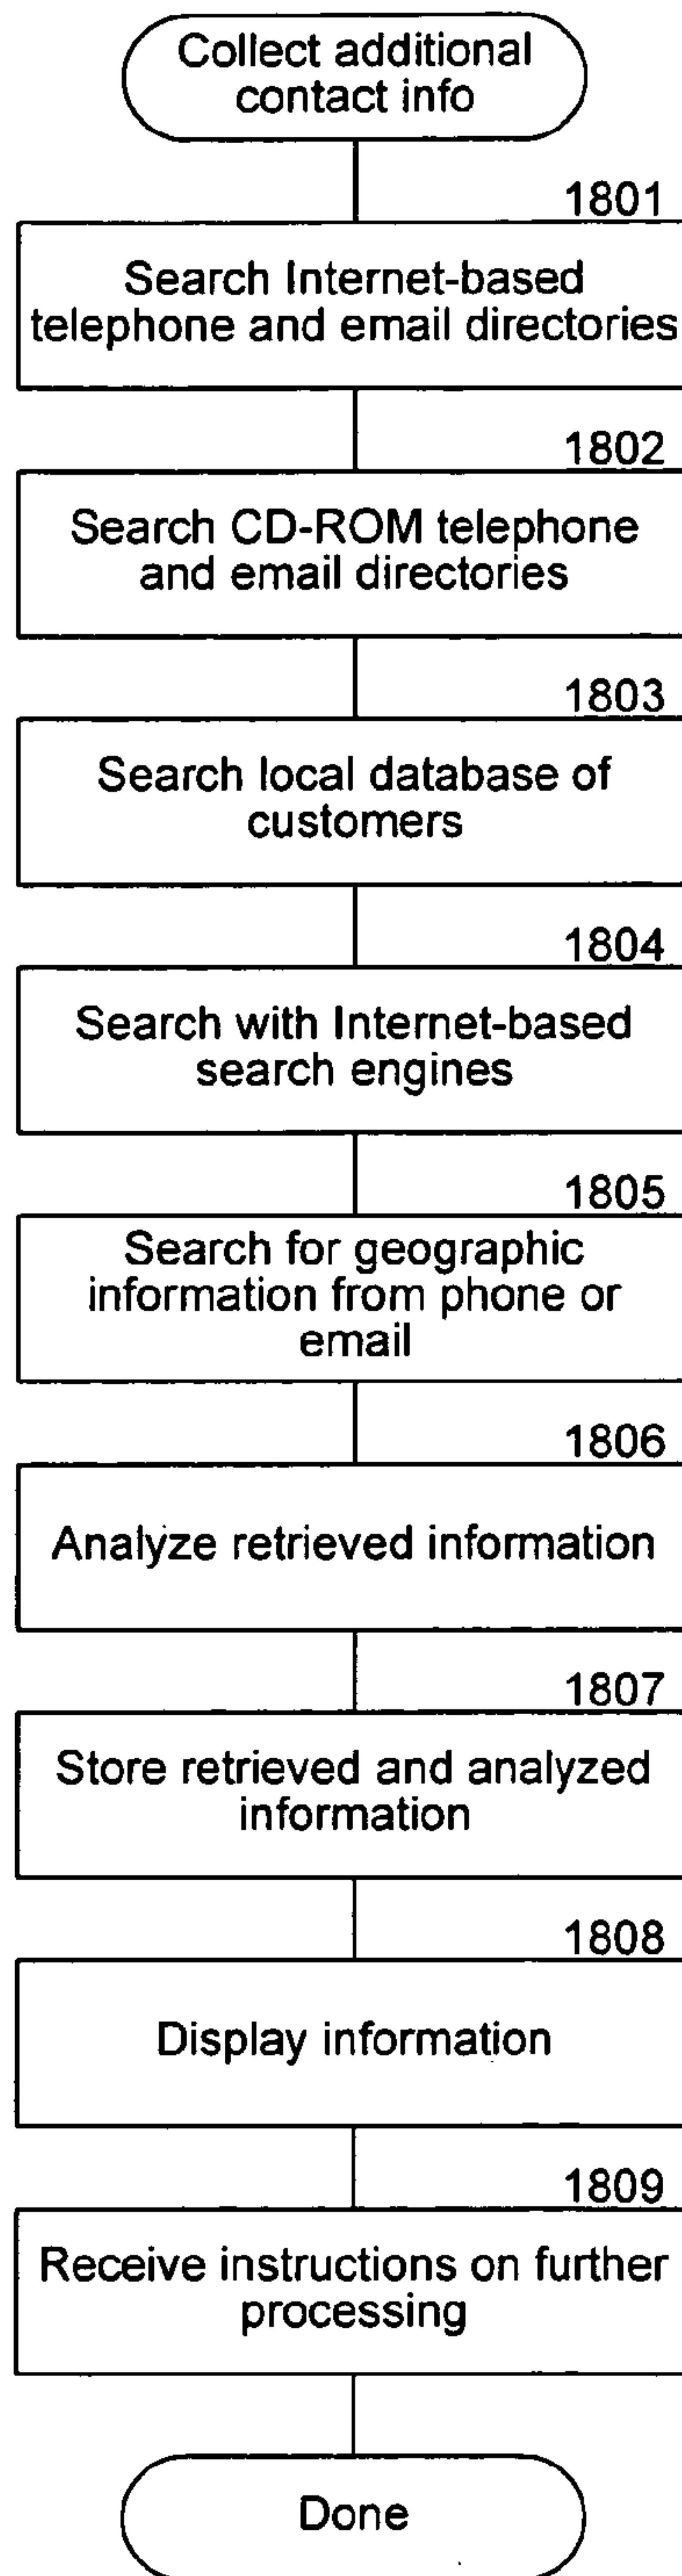 Collect additional
contact info
1801
Search Internet-based
telephone and email directories
1802
Search CD-ROM telephone
and email directories
1803
Search local database of
customers
1804
Search with Internet-based
search engines
1805
Search for geographic
information from phone or
email
1806
Analyze retrieved information
1807
Store retrieved and analyzed
information
1808
Display information
1809
Receive instructions on further
processing
Done